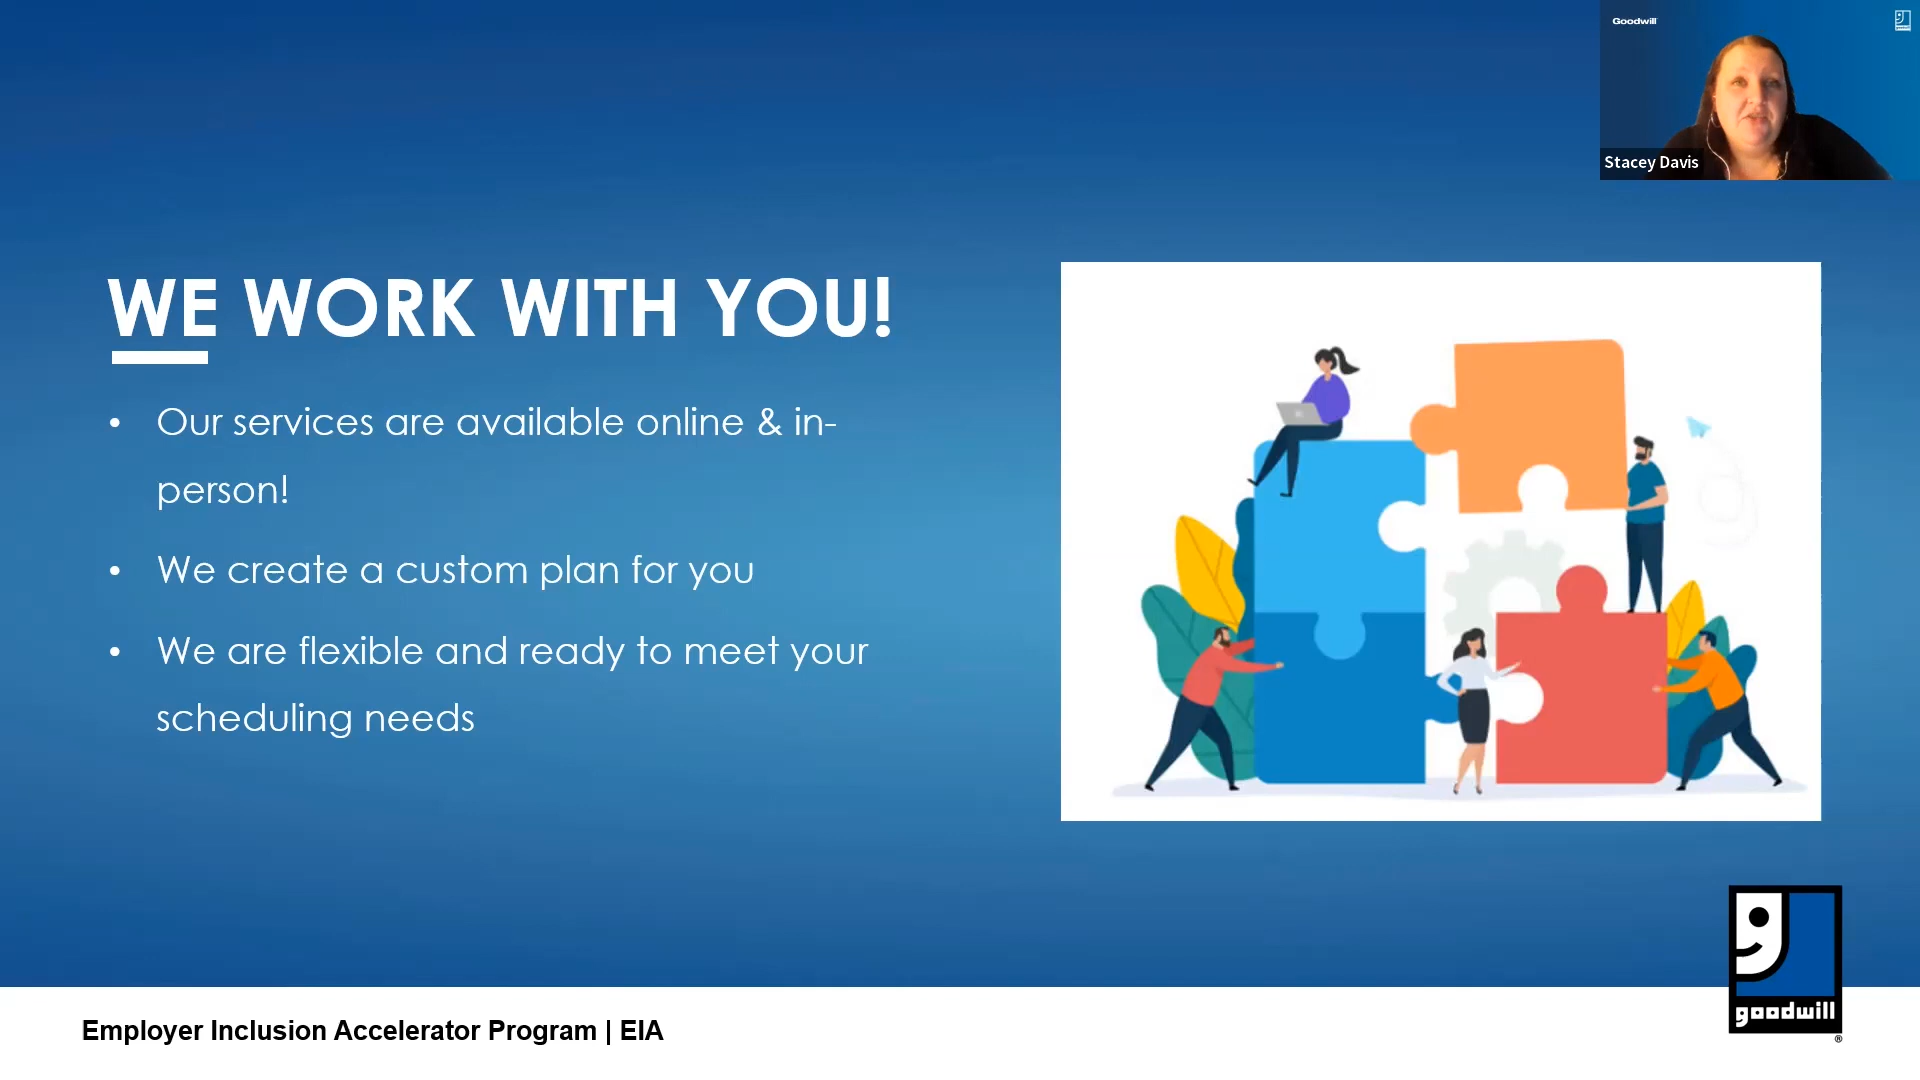 Goodwill
Stacey Davis
WE WORK WITH YOU!
• Our services are available online & in-
person!
• We create a custom plan for you
• We are flexible and ready to meet your
scheduling needs
goodwill
®
Employer Inclusion Accelerator Program | EIA